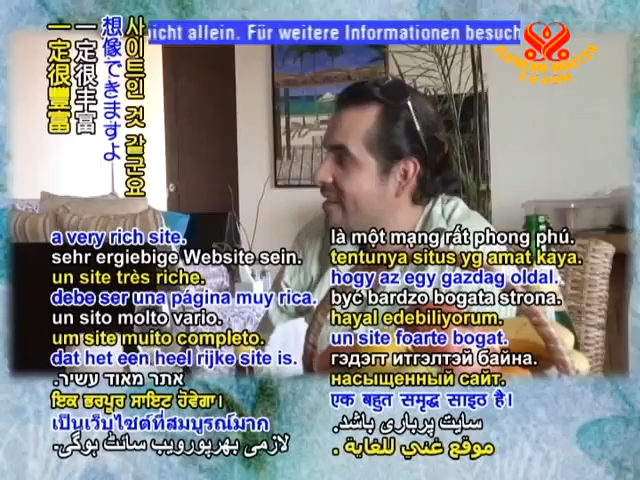 사이트인 것 같군요
想像できますよ
一定很丰富
一定很豐富
nicht allein. Für weitere Informationen besuch
SUPREME MASTER
TV.COM
a very rich site.
sehr ergiebige Website sein.
un site très riche.
debe ser una página muy rica.
un sito molto vario.
um site muito completo.
dat het een heel rijke site is.
אתר מאוד עשיר.
ਇਕ ਭਰਪੂਰ ਸਾਇਟ ਹੋਵੇਗਾ।
เป็นเว็บไซต์ที่สมบูรณ์มาก
لازمی بھرپورویب سائٹ ہوگی.
là một mạng rất phong phú.
tentunya situs yg amat kaya.
hogy az egy gazdag oldal.
być bardzo bogata strona.
hayal edebiliyorum.
un site foarte bogat.
гэдэгт итгэлтэй байна.
насыщенный сайт.
एक बहुत समृद्ध साइठ है।
سایت پرباری باشد.
موقع غني للغاية .